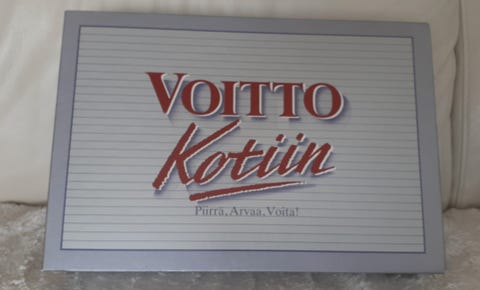 VOITTO
Kotiin
Piirrä, Arvaa, Voita!